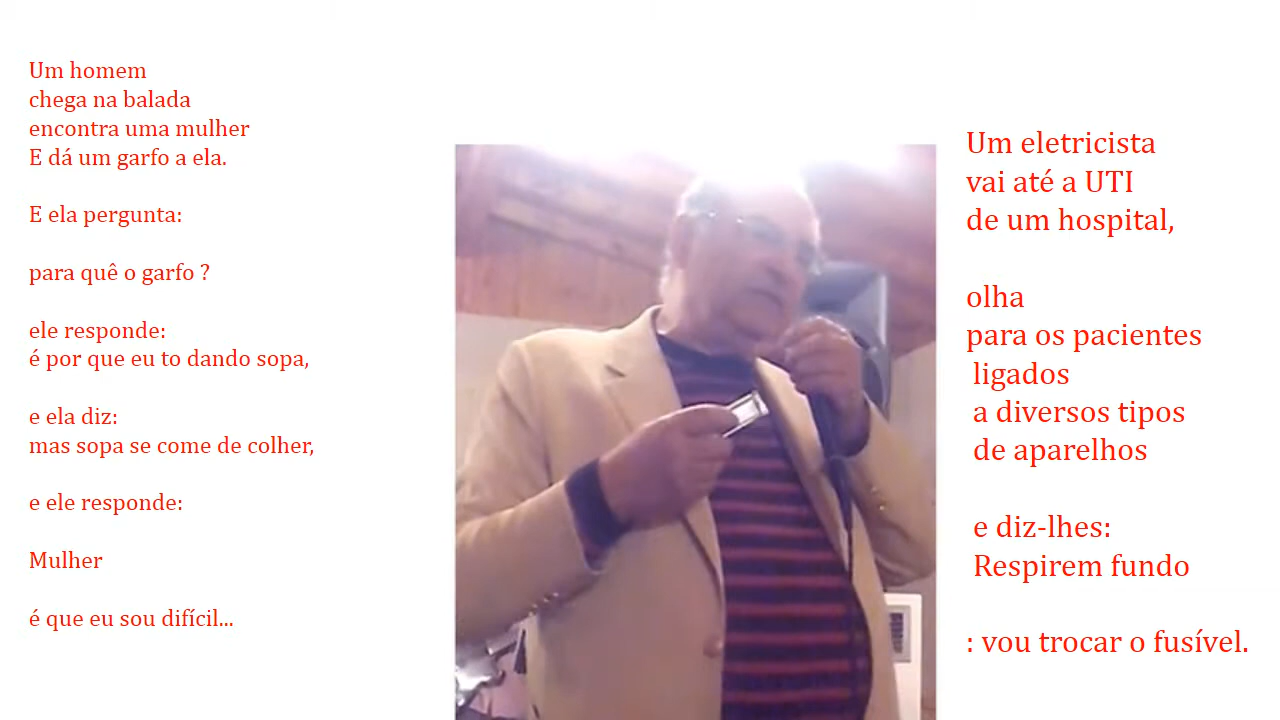 Um homem
chega na balada
encontra uma mulher
E dá um garfo a ela.
E ela pergunta:
para quê o garfo ?
ele responde:
é por que eu to dando sopa,
e ela diz:
mas sopa se come de colher,
e ele responde:
Mulher
é que eu sou difícil...
Um eletricista
vai até a UTI
de um hospital,
olha
para os pacientes
ligados
a diversos tipos
de aparelhos
e diz-lhes:
Respirem fundo
: vou trocar o fusível.